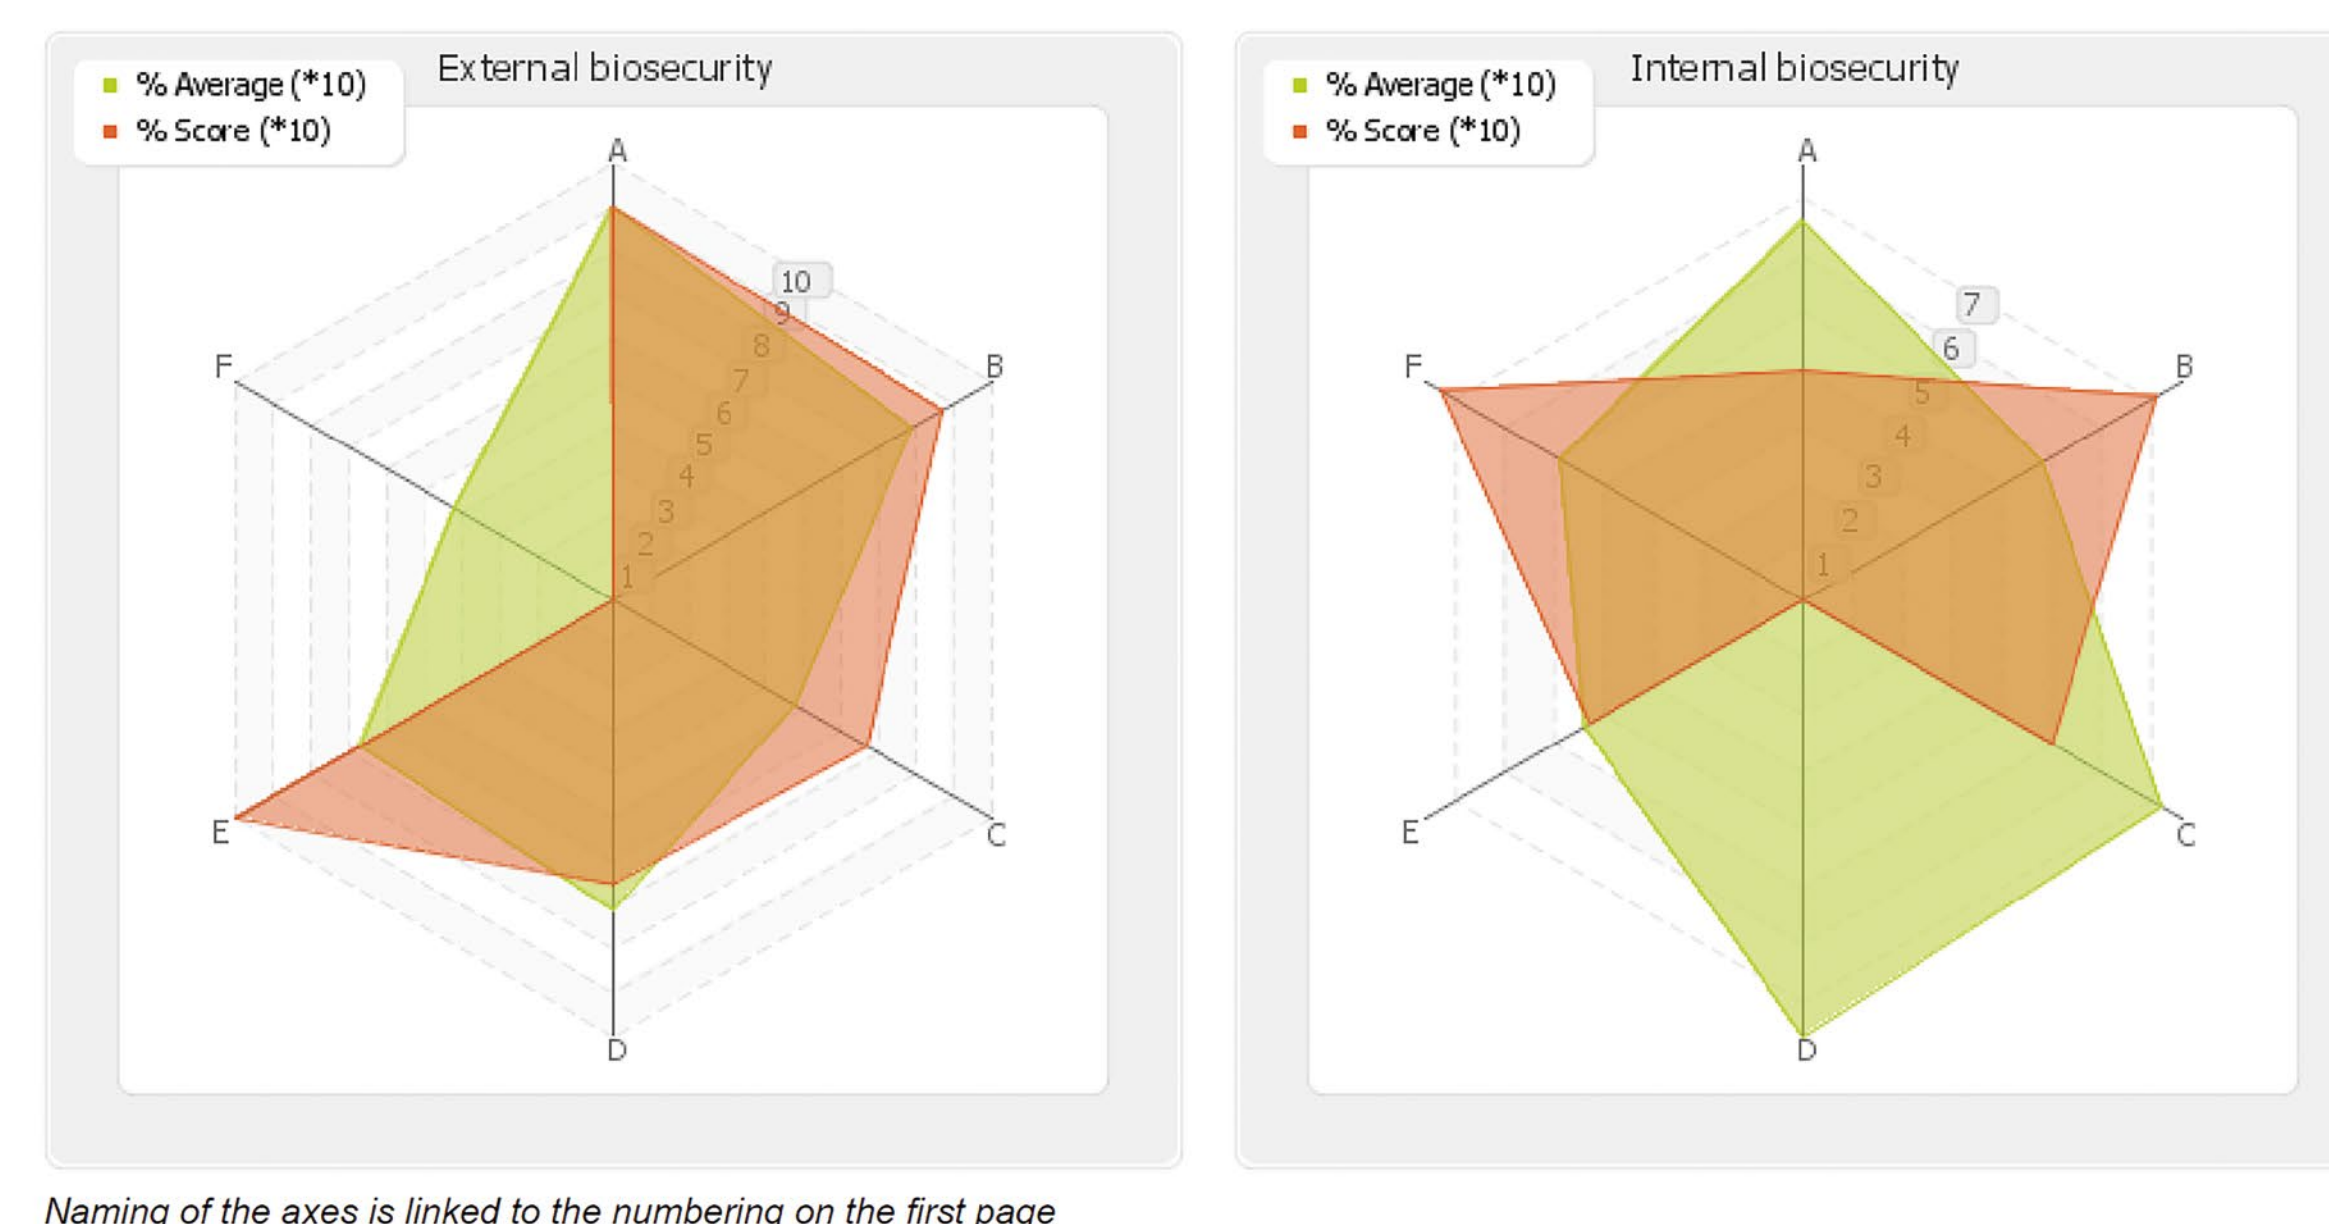 External biosecurity
% Average (*10)
% Score (*10)
A
B
C
D
E
F
10
9
8
7
6
5
4
3
2
1
Internal biosecurity
% Average (*10)
% Score (*10)
A
B
C
D
E
F
7
6
5
4
3
2
1
Naming of the axes is linked to the numbering on the first page